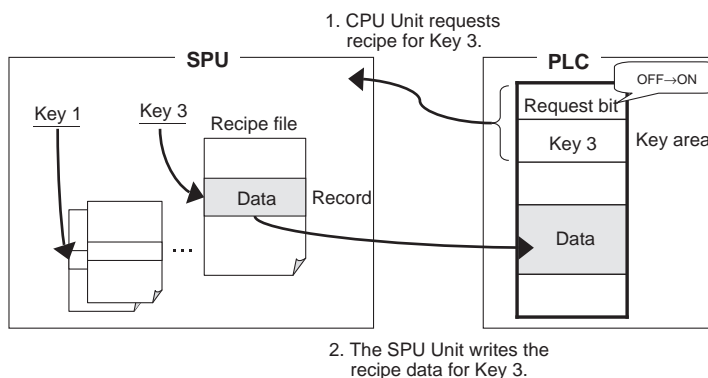 1. CPU Unit requests
recipe for Key 3.
SPU
PLC
OFF→ON
Request bit
Key 1
Key 3
Recipe file
Key 3
Key area
Data
Record
Data
...
2. The SPU Unit writes the
recipe data for Key 3.